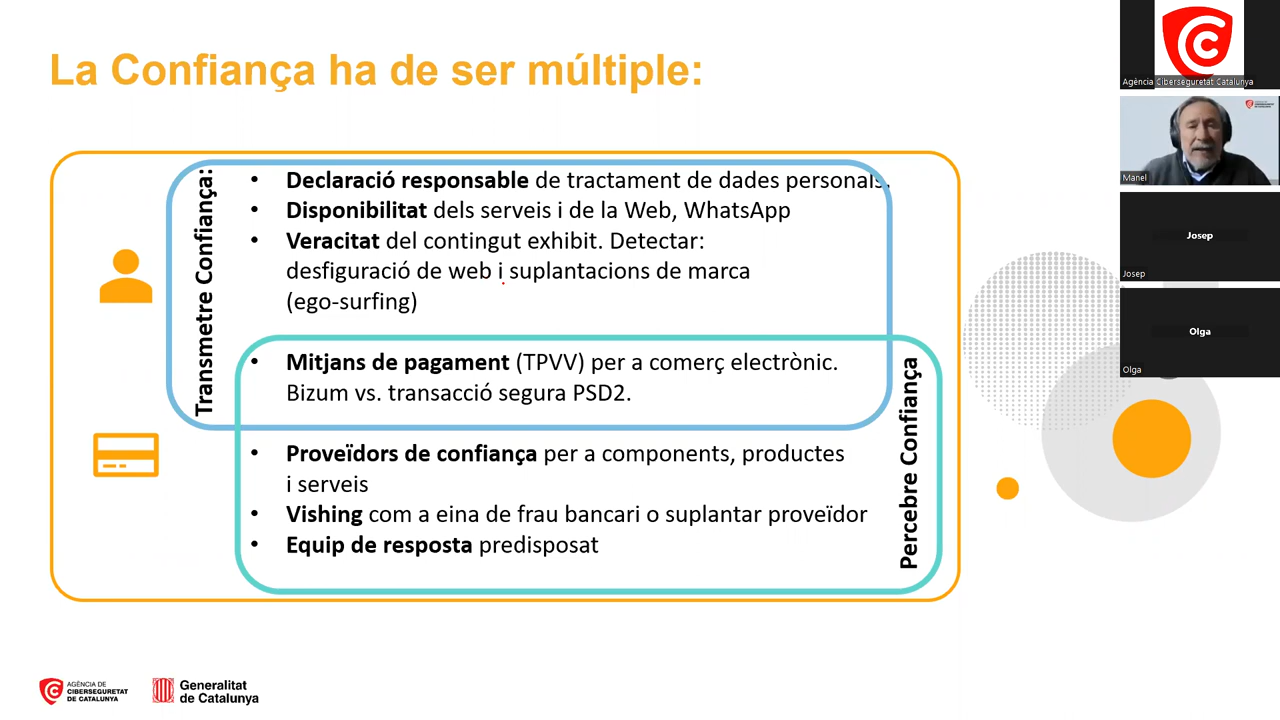 La Confiança ha de ser múltiple:
Transmetre Confiança:
• Declaració responsable de tractament de dades personals.
• Disponibilitat dels serveis i de la Web, WhatsApp
• Veracitat del contingut exhibit. Detectar:
desfiguració de web i suplantacions de marca
(ego-surfing)
• Mitjans de pagament (TPVV) per a comerç electrònic.
Bizum vs. transacció segura PSD2.
• Proveïdors de confiança per a components, productes
i serveis
• Vishing com a eina de frau bancari o suplantar proveïdor
• Equip de resposta predisposat
Percebre Confiança
AGÈNCIA DE
CIBERSEGURETAT
DE CATALUNYA
Generalitat
de Catalunya
Agència Ciberseguretat Catalunya
Manel
Josep
Josep
Olga
Olga